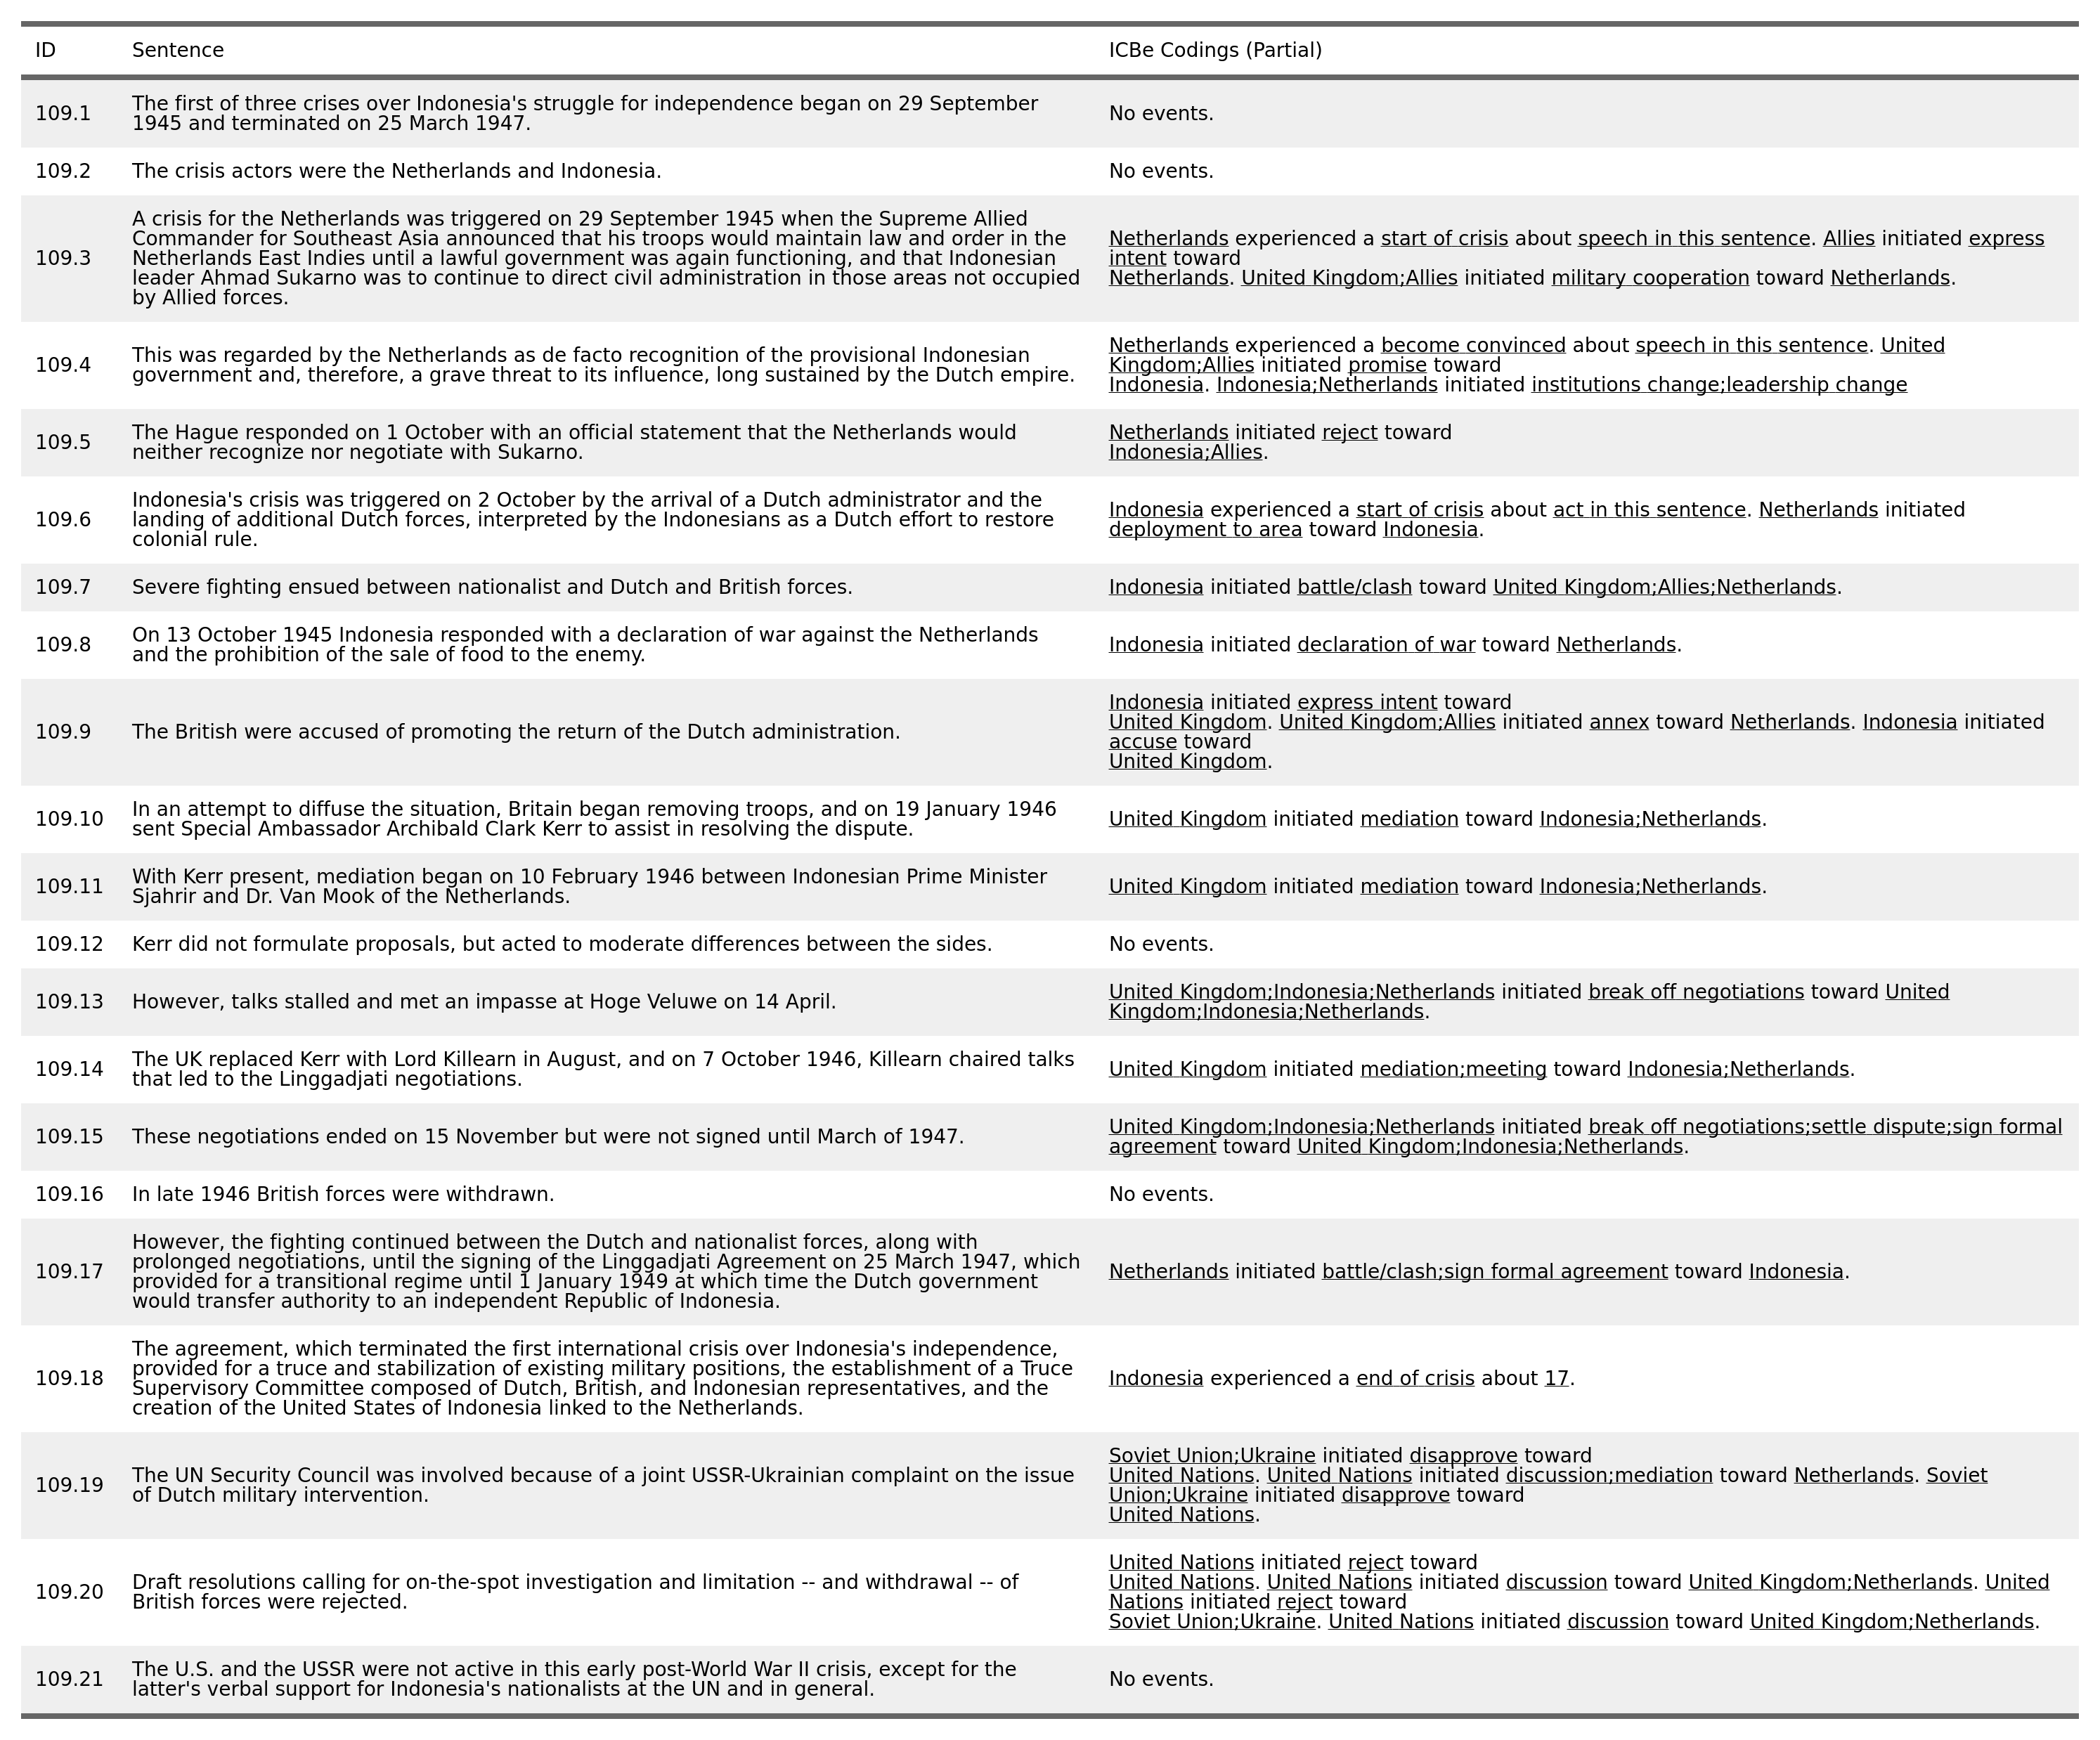 ID Sentence ICBe Codings (Partial)
109.1 The first of three crises over Indonesia's struggle for independence began on 29 September
1945 and terminated on 25 March 1947.
No events.
109.2 The crisis actors were the Netherlands and Indonesia. No events.
109.3
A crisis for the Netherlands was triggered on 29 September 1945 when the Supreme Allied
Commander for Southeast Asia announced that his troops would maintain law and order in the
Netherlands East Indies until a lawful government was again functioning, and that Indonesian
leader Ahmad Sukarno was to continue to direct civil administration in those areas not occupied
by Allied forces.
Netherlands experienced a start of crisis about speech in this sentence. Allies initiated express
intent toward
Netherlands. United Kingdom;Allies initiated military cooperation toward Netherlands.
109.4
This was regarded by the Netherlands as de facto recognition of the provisional Indonesian
government and, therefore, a grave threat to its influence, long sustained by the Dutch empire.
Netherlands experienced a become convinced about speech in this sentence. United
Kingdom;Allies initiated promise toward
Indonesia. Indonesia;Netherlands initiated institutions change;leadership change
109.5
The Hague responded on 1 October with an official statement that the Netherlands would
neither recognize nor negotiate with Sukarno.
Netherlands initiated reject toward
Indonesia;Allies.
109.6
Indonesia's crisis was triggered on 2 October by the arrival of a Dutch administrator and the
landing of additional Dutch forces, interpreted by the Indonesians as a Dutch effort to restore
colonial rule.
Indonesia experienced a start of crisis about act in this sentence. Netherlands initiated
deployment to area toward Indonesia.
109.7 Severe fighting ensued between nationalist and Dutch and British forces. Indonesia initiated battle/clash toward United Kingdom;Allies;Netherlands.
109.8
On 13 October 1945 Indonesia responded with a declaration of war against the Netherlands
and the prohibition of the sale of food to the enemy.
Indonesia initiated declaration of war toward Netherlands.
109.9 The British were accused of promoting the return of the Dutch administration.
Indonesia initiated express intent toward
United Kingdom. United Kingdom;Allies initiated annex toward Netherlands. Indonesia initiated
accuse toward
United Kingdom.
109.10
In an attempt to diffuse the situation, Britain began removing troops, and on 19 January 1946
sent Special Ambassador Archibald Clark Kerr to assist in resolving the dispute.
United Kingdom initiated mediation toward Indonesia;Netherlands.
109.11
With Kerr present, mediation began on 10 February 1946 between Indonesian Prime Minister
Sjahrir and Dr. Van Mook of the Netherlands.
United Kingdom initiated mediation toward Indonesia;Netherlands.
109.12 Kerr did not formulate proposals, but acted to moderate differences between the sides. No events.
109.13 However, talks stalled and met an impasse at Hoge Veluwe on 14 April.
United Kingdom;Indonesia;Netherlands initiated break off negotiations toward United
Kingdom;Indonesia;Netherlands.
109.14
The UK replaced Kerr with Lord Killearn in August, and on 7 October 1946, Killearn chaired talks
that led to the Linggadjati negotiations.
United Kingdom initiated mediation;meeting toward Indonesia;Netherlands.
109.15 These negotiations ended on 15 November but were not signed until March of 1947.
United Kingdom;Indonesia;Netherlands initiated break off negotiations;settle dispute;sign formal
agreement toward United Kingdom;Indonesia;Netherlands.
109.16 In late 1946 British forces were withdrawn. No events.
109.17
However, the fighting continued between the Dutch and nationalist forces, along with
prolonged negotiations, until the signing of the Linggadjati Agreement on 25 March 1947, which
provided for a transitional regime until 1 January 1949 at which time the Dutch government
would transfer authority to an independent Republic of Indonesia.
Netherlands initiated battle/clash;sign formal agreement toward Indonesia.
109.18
The agreement, which terminated the first international crisis over Indonesia's independence,
provided for a truce and stabilization of existing military positions, the establishment of a Truce
Supervisory Committee composed of Dutch, British, and Indonesian representatives, and the
creation of the United States of Indonesia linked to the Netherlands.
Indonesia experienced a end of crisis about 17.
109.19
The UN Security Council was involved because of a joint USSR-Ukrainian complaint on the issue
of Dutch military intervention.
Soviet Union;Ukraine initiated disapprove toward
United Nations. United Nations initiated discussion;mediation toward Netherlands. Soviet
Union;Ukraine initiated disapprove toward
United Nations.
109.20
Draft resolutions calling for on-the-spot investigation and limitation -- and withdrawal -- of
British forces were rejected.
United Nations initiated reject toward
United Nations. United Nations initiated discussion toward United Kingdom;Netherlands. United
Nations initiated reject toward
Soviet Union;Ukraine. United Nations initiated discussion toward United Kingdom;Netherlands.
109.21
The U.S. and the USSR were not active in this early post-World War II crisis, except for the
latter's verbal support for Indonesia's nationalists at the UN and in general.
No events.